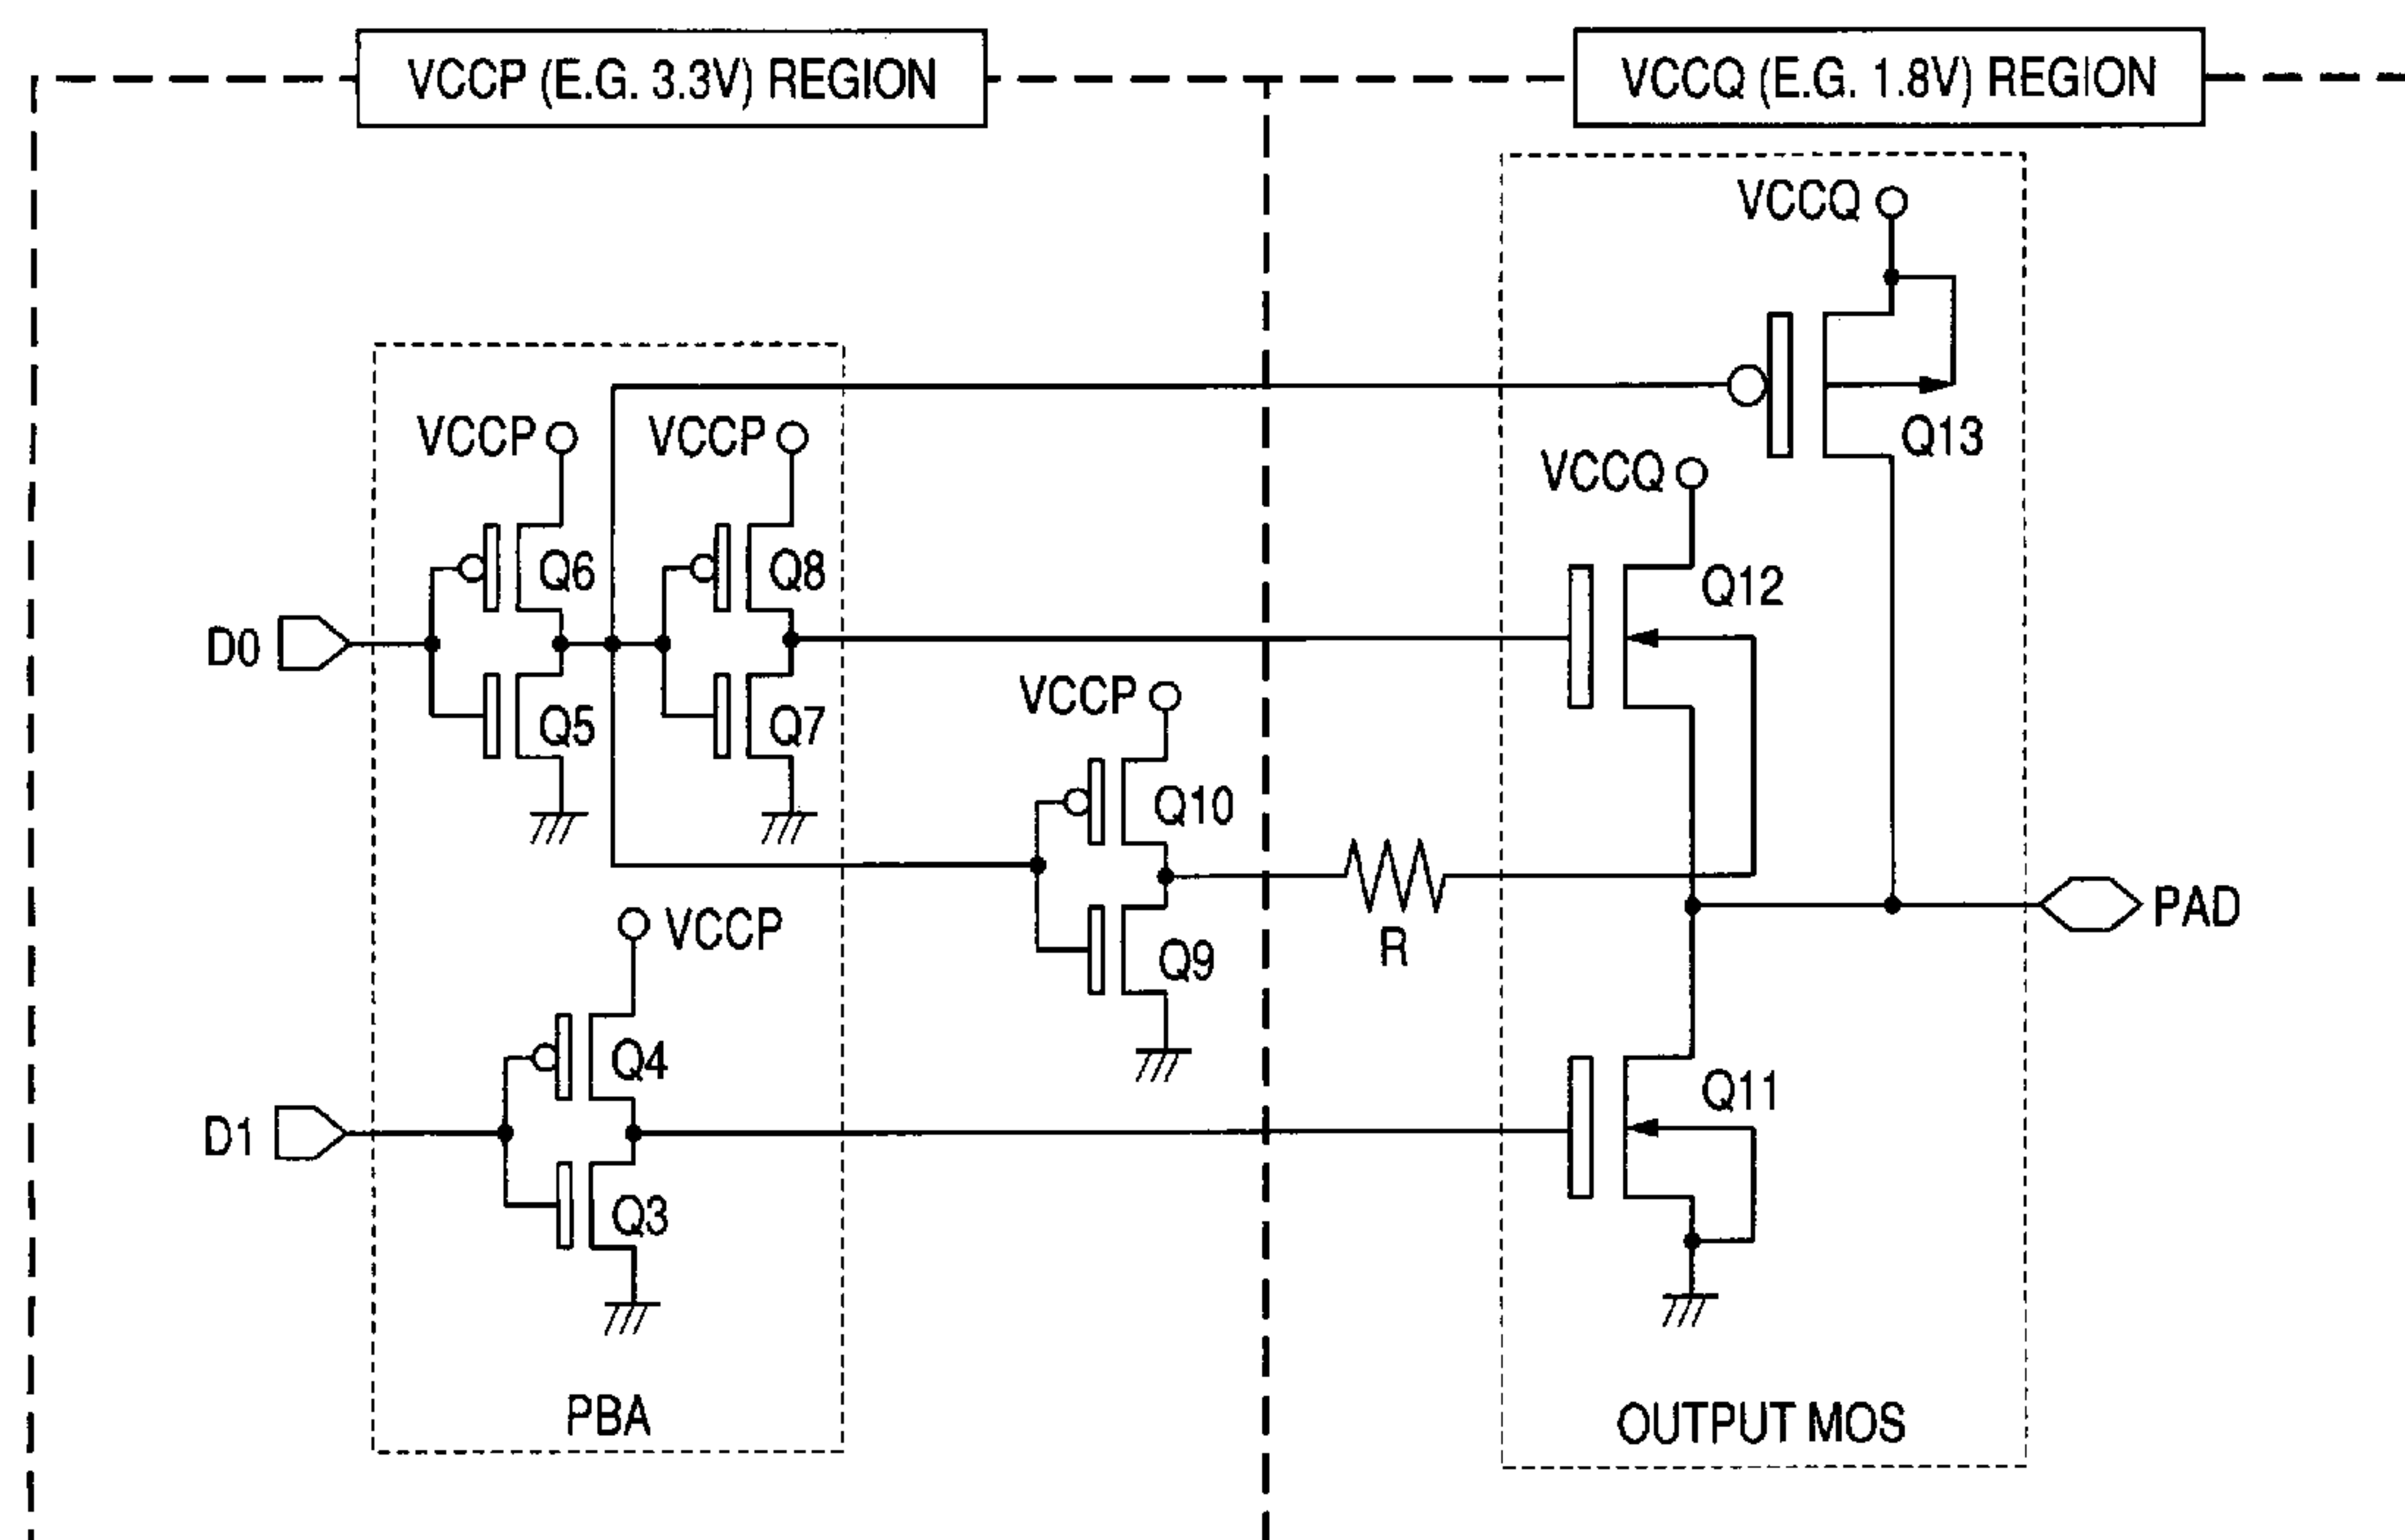 VCCP (E.G. 3.3V) REGION
VCCQ (E.G. 1.8V) REGION
VCCQ
Q13
VCCP
VCCP
VCCQ
Q6
Q8
Q12
D0
VCCP
Q5
Q7
Q10
VCCP
PAD
R
Q9
Q4
Q11
D1
Q3
PBA
OUTPUT MOS